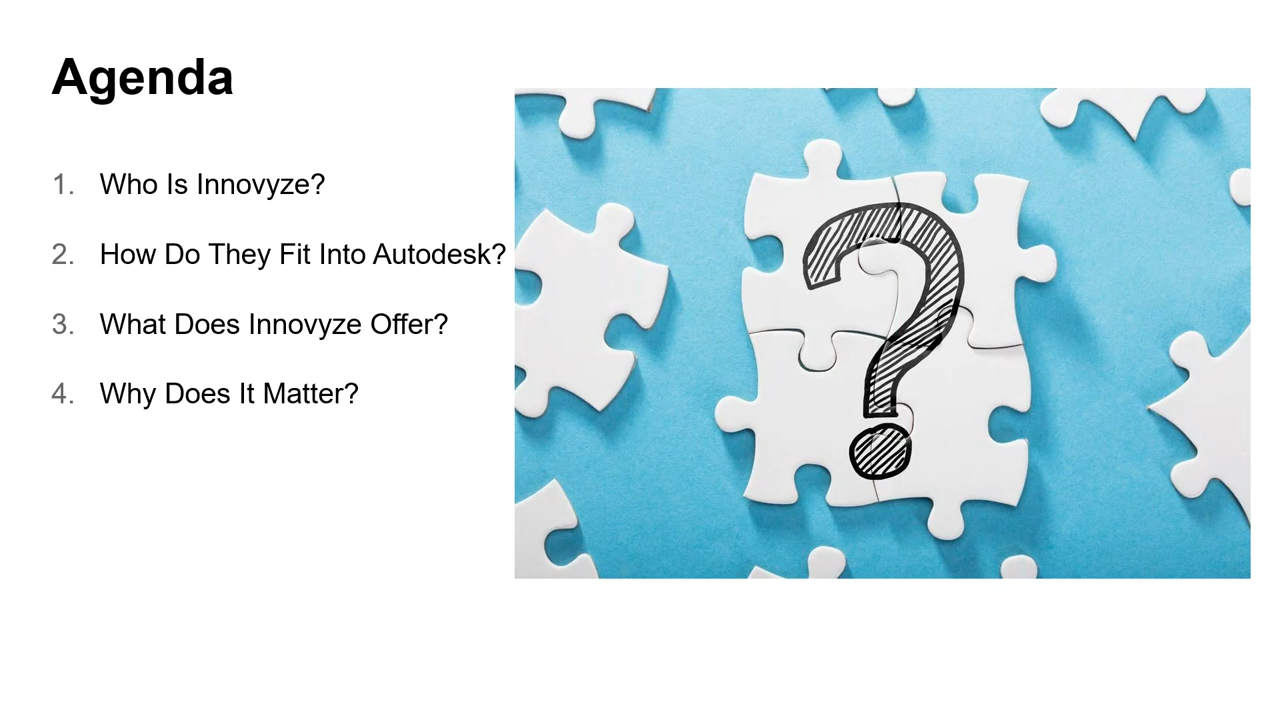 Agenda
1. Who Is Innovyze?
2. How Do They Fit Into Autodesk?
3. What Does Innovyze Offer?
4. Why Does It Matter?
?